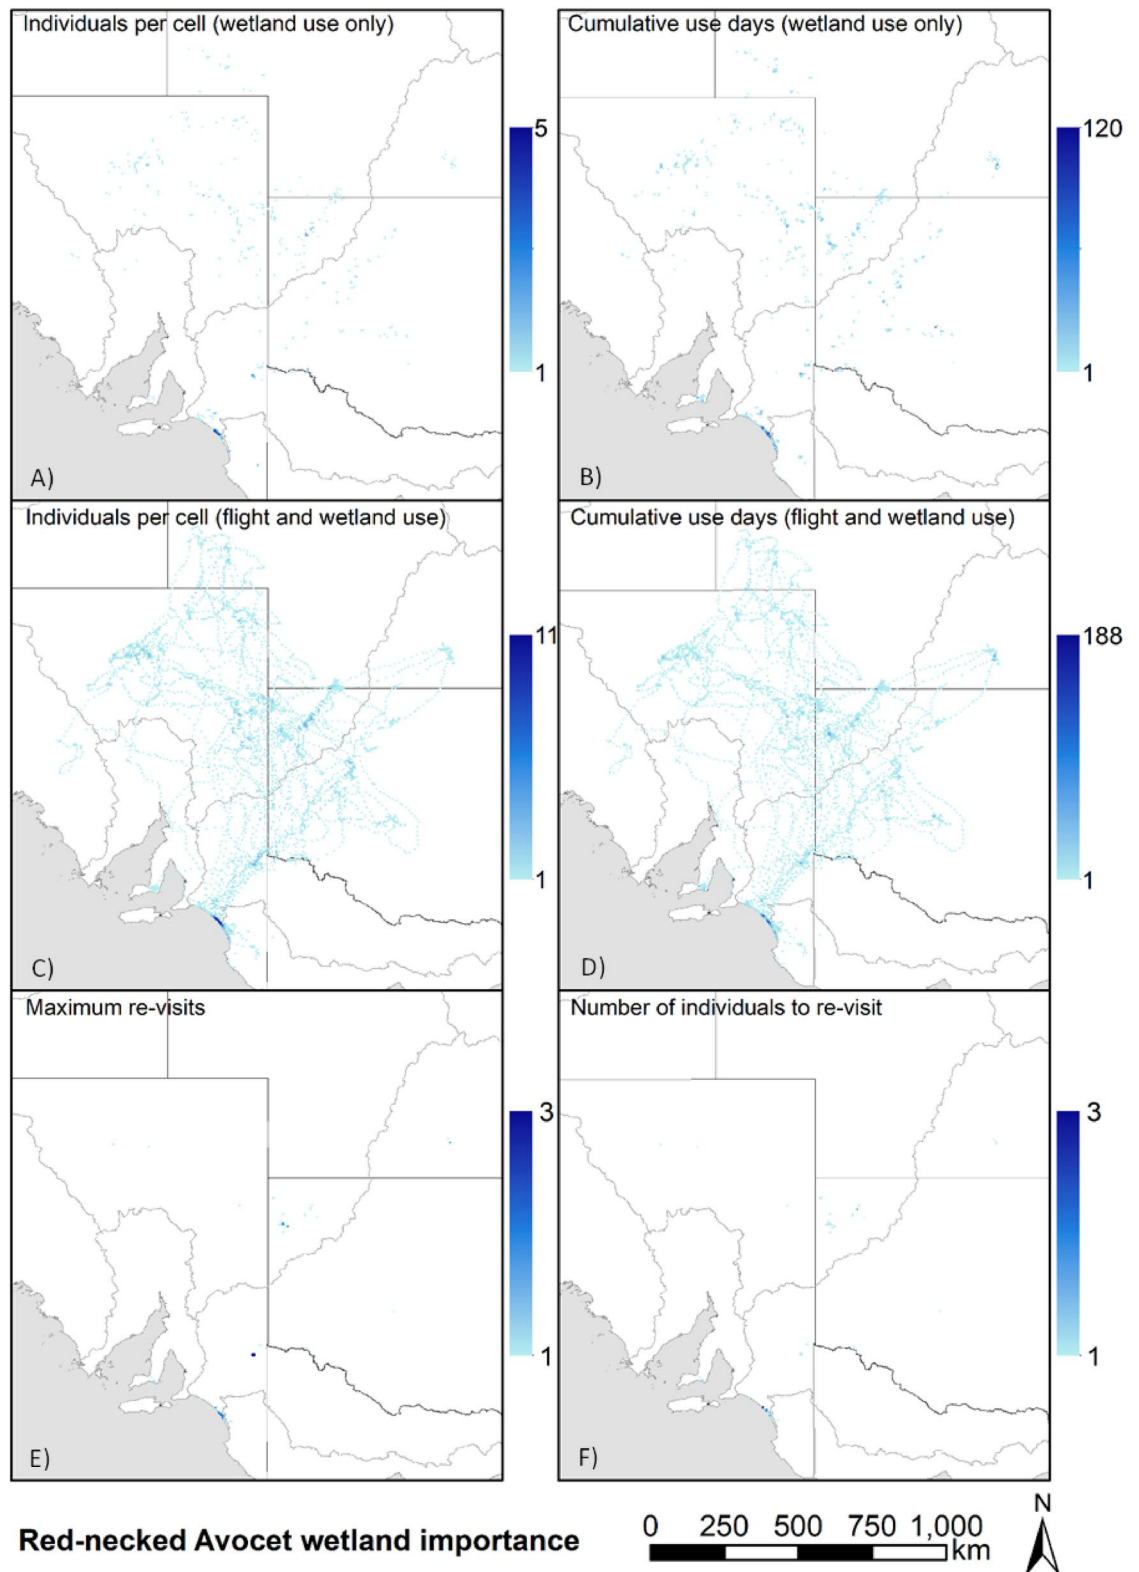 Individuals per cell (wetland use only)
5
1
A)
Cumulative use days (wetland use only)
120
1
B)
Individuals per cell (flight and wetland use)
11
1
C)
Cumulative use days (flight and wetland use)
188
1
D)
Maximum re-visits
3
1
E)
Number of individuals to re-visit
3
1
F)
Red-necked Avocet wetland importance
0 250 500 750 1,000
km
N